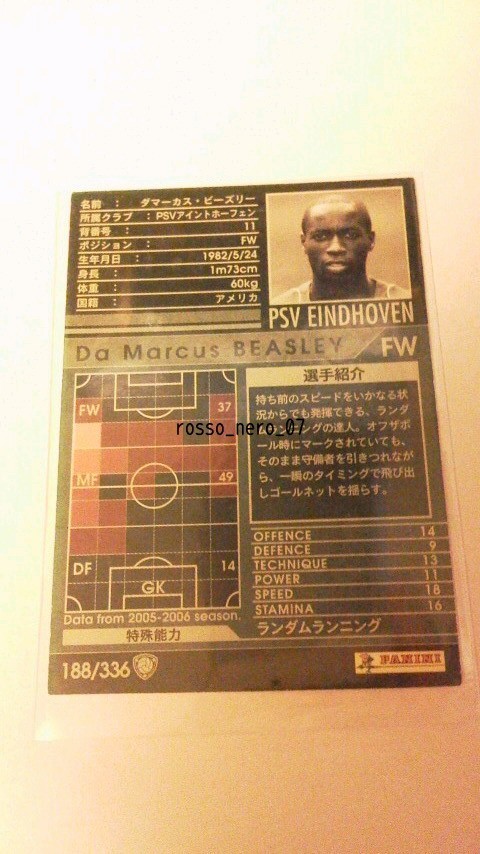 名前 : ダマーカス・ビーズリー
所属クラブ : PSVアイントホーフェン
背番号 : 11
ポジション : FW
生年月日 : 1982/5/24
身長 : 1m73cm
体重 : 60kg
国籍 : アメリカ
PSV EINDHOVEN
Da Marcus BEASLEY FW
選手紹介
持ち前のスピードをいかなる状
況からでも発揮できる、ランダ
ムランニングの達人。オフザボ
ール時にマークされていても、
そのまま守備者を引きつれなが
ら、一瞬のタイミングで飛び出
しゴールネットを揺らす。
rosso_nero_07
FW 37
MF 49
DF 14
GK
Data from 2005-2006 season.
OFFENCE 14
DEFENCE 9
TECHNIQUE 13
POWER 11
SPEED 18
STAMINA 16
特殊能力 ランダムランニング
188/336
PANINI